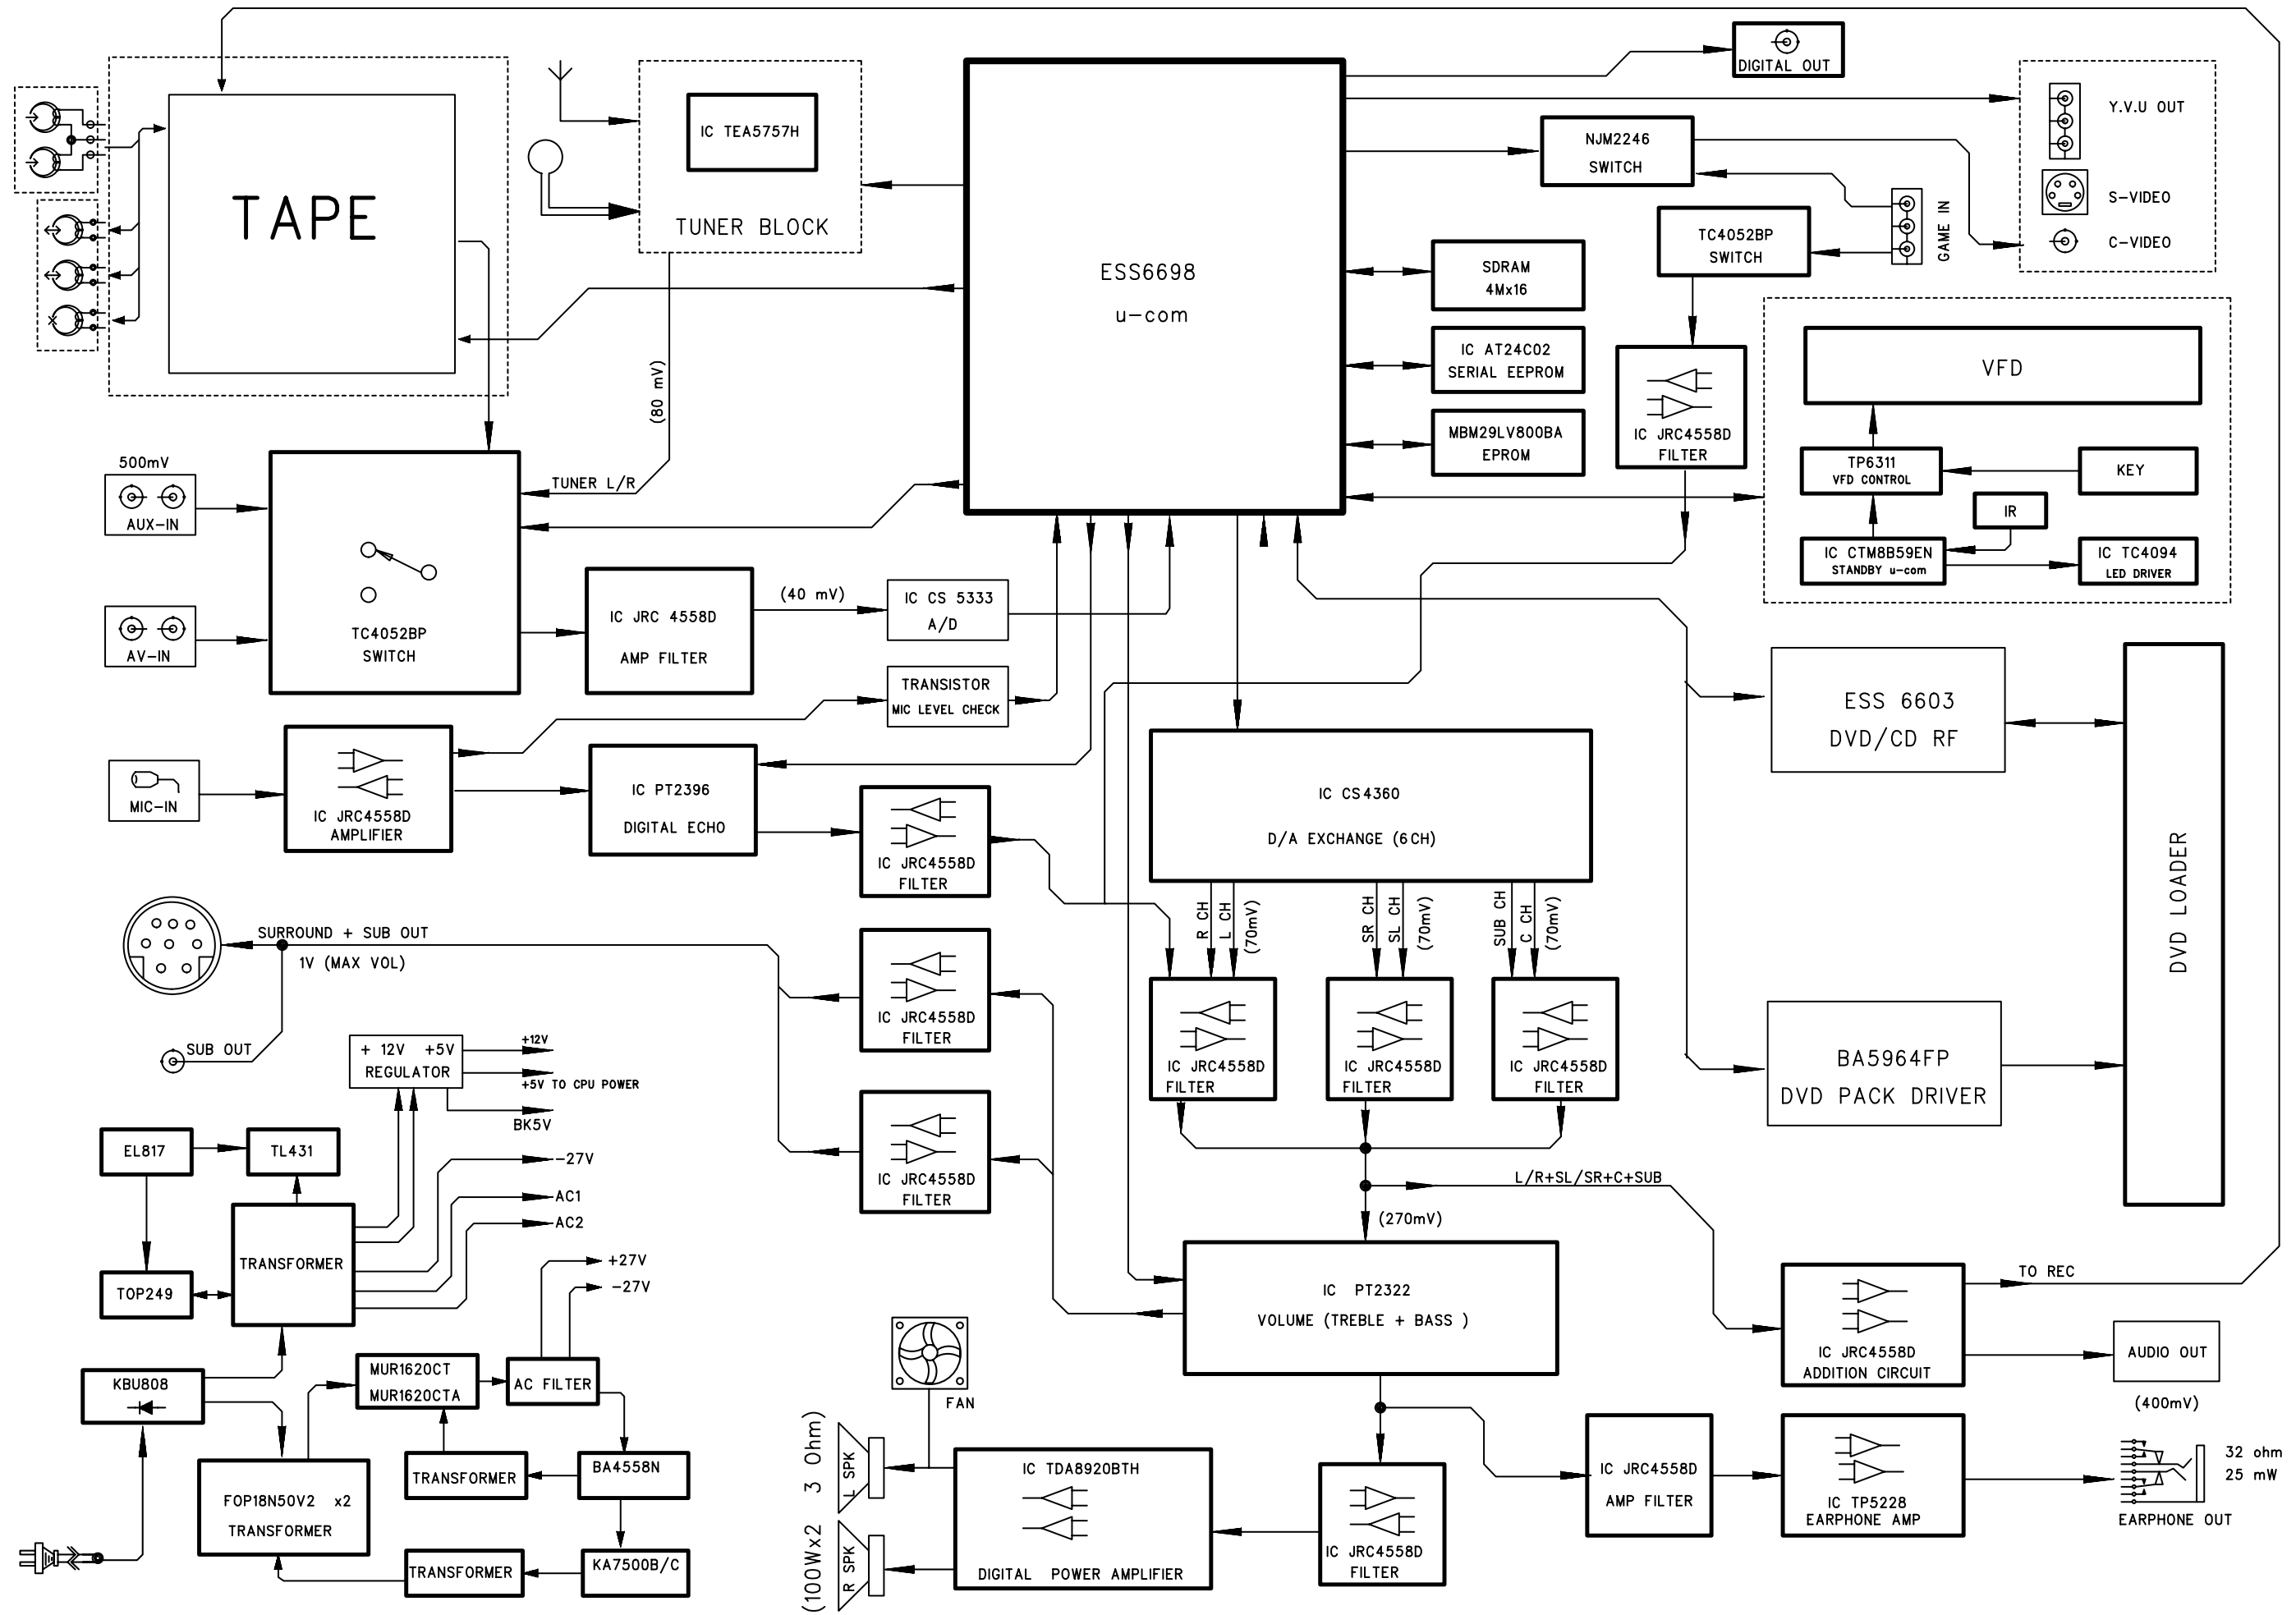 DIGITAL OUT
Y.V.U OUT
S-VIDEO
C-VIDEO
GAME IN
IC TEA5757H
TUNER BLOCK
TAPE
ESS6698
u-com
NJM2246
SWITCH
TC4052BP
SWITCH
SDRAM
4Mx16
IC AT24C02
SERIAL EEPROM
MBM29LV800BA
EPROM
IC JRC4558D
FILTER
VFD
TP6311
VFD CONTROL
KEY
IR
IC CTM8B59EN
STANDBY u-com
IC TC4094
LED DRIVER
(80 mV)
TUNER L/R
500mV
AUX-IN
AV-IN
TC4052BP
SWITCH
IC JRC 4558D
AMP FILTER
(40 mV)
IC CS 5333
A/D
TRANSISTOR
MIC LEVEL CHECK
MIC-IN
IC JRC4558D
AMPLIFIER
IC PT2396
DIGITAL ECHO
IC JRC4558D
FILTER
IC CS4360
D/A EXCHANGE (6CH)
R CH
L CH
(70mV)
SR CH
SL CH
(70mV)
SUB CH
C CH
(70mV)
ESS 6603
DVD/CD RF
DVD LOADER
BA5964FP
DVD PACK DRIVER
SURROUND + SUB OUT
1V (MAX VOL)
SUB OUT
IC JRC4558D
FILTER
IC JRC4558D
FILTER
IC JRC4558D
FILTER
IC JRC4558D
FILTER
IC JRC4558D
FILTER
+ 12V +5V
REGULATOR
+12V
+5V TO CPU POWER
BK5V
-27V
AC1
AC2
EL817
TL431
TRANSFORMER
TOP249
+27V
-27V
KBU808
MUR1620CT
MUR1620CTA
AC FILTER
TRANSFORMER
BA4558N
FOP18N50V2 x2
TRANSFORMER
TRANSFORMER
KA7500B/C
L/R+SL/SR+C+SUB
(270mV)
IC PT2322
VOLUME (TREBLE + BASS )
TO REC
IC JRC4558D
ADDITION CIRCUIT
AUDIO OUT
(400mV)
FAN
(100Wx2 3 Ohm)
L SPK
R SPK
IC TDA8920BTH
DIGITAL POWER AMPLIFIER
IC JRC4558D
FILTER
IC JRC4558D
AMP FILTER
IC TP5228
EARPHONE AMP
32 ohm
25 mW
EARPHONE OUT